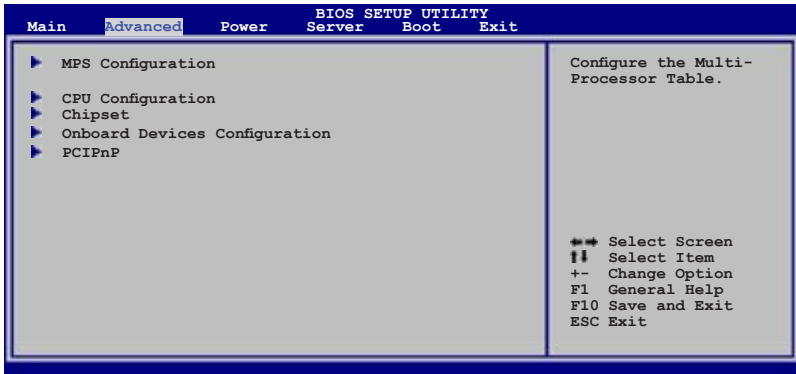 BIOS SETUP UTILITY
Main Advanced Power Server Boot Exit
MPS Configuration
CPU Configuration
Chipset
Onboard Devices Configuration
PCIPnP
Configure the Multi-
Processor Table.
Select Screen
Select Item
+- Change Option
F1 General Help
F10 Save and Exit
ESC Exit